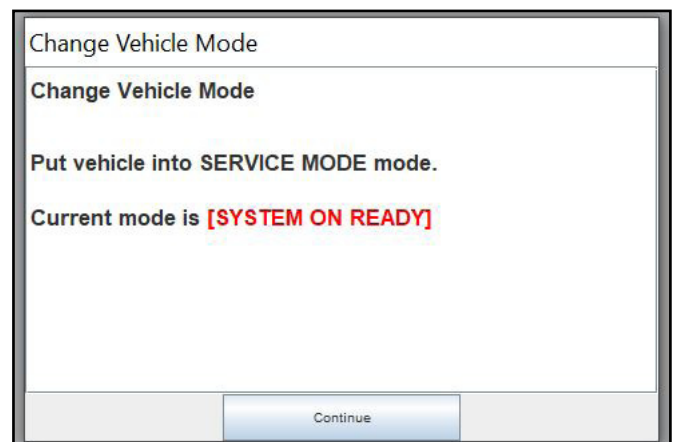 Change Vehicle Mode
Change Vehicle Mode
Put vehicle into SERVICE MODE mode.
Current mode is [SYSTEM ON READY]
Continue